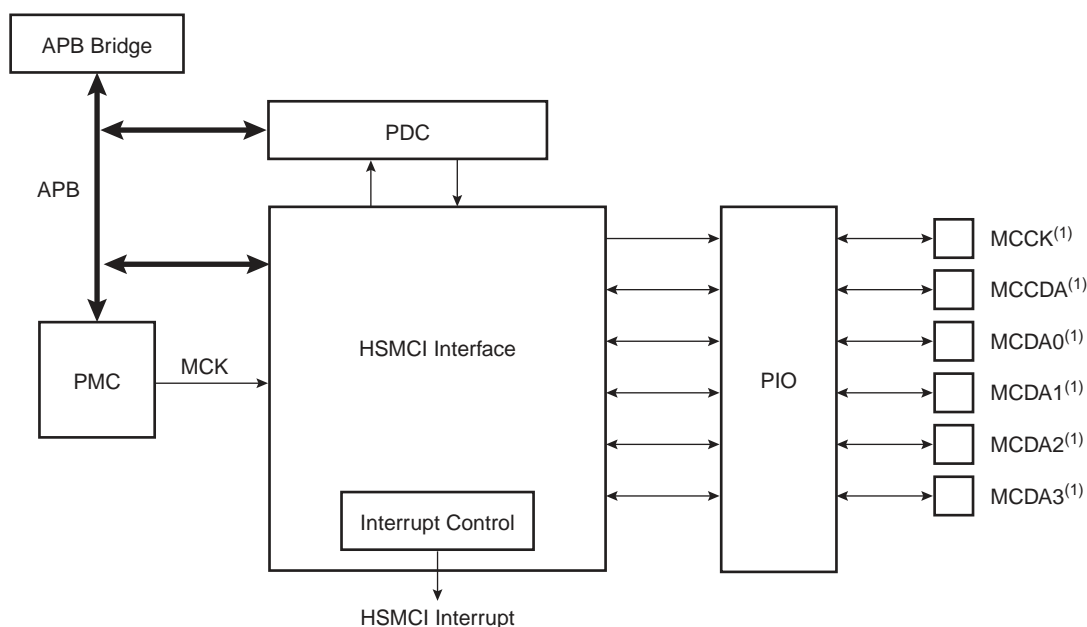 APB Bridge
PDC
APB
MCCK(1)
MCCDA(1)
HSMCI Interface
MCDA0(1)
PMC
MCK
PIO
MCDA1(1)
MCDA2(1)
MCDA3(1)
Interrupt Control
HSMCI Interrupt